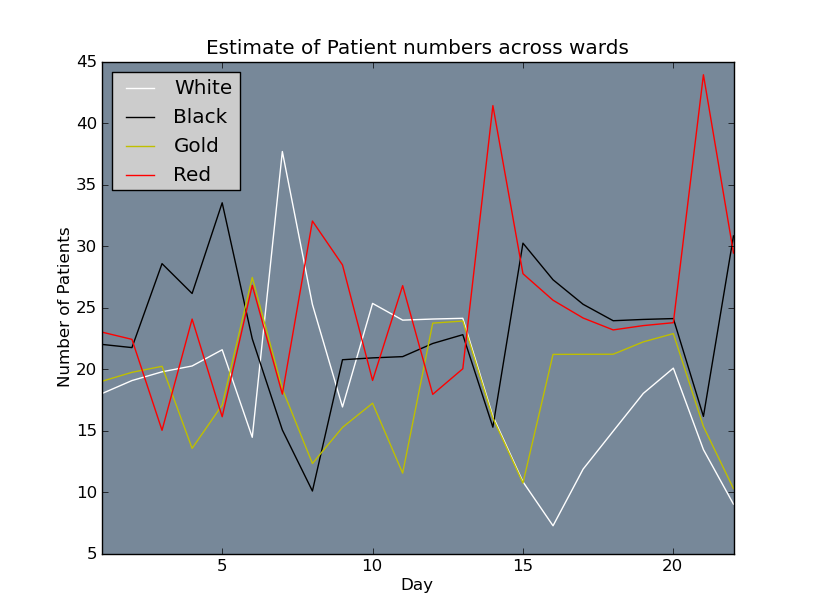 Estimate of Patient numbers across wards
45
40
35
30
25
20
15
10
5
Number of Patients
White
Black
Gold
Red
5 10 15 20
Day